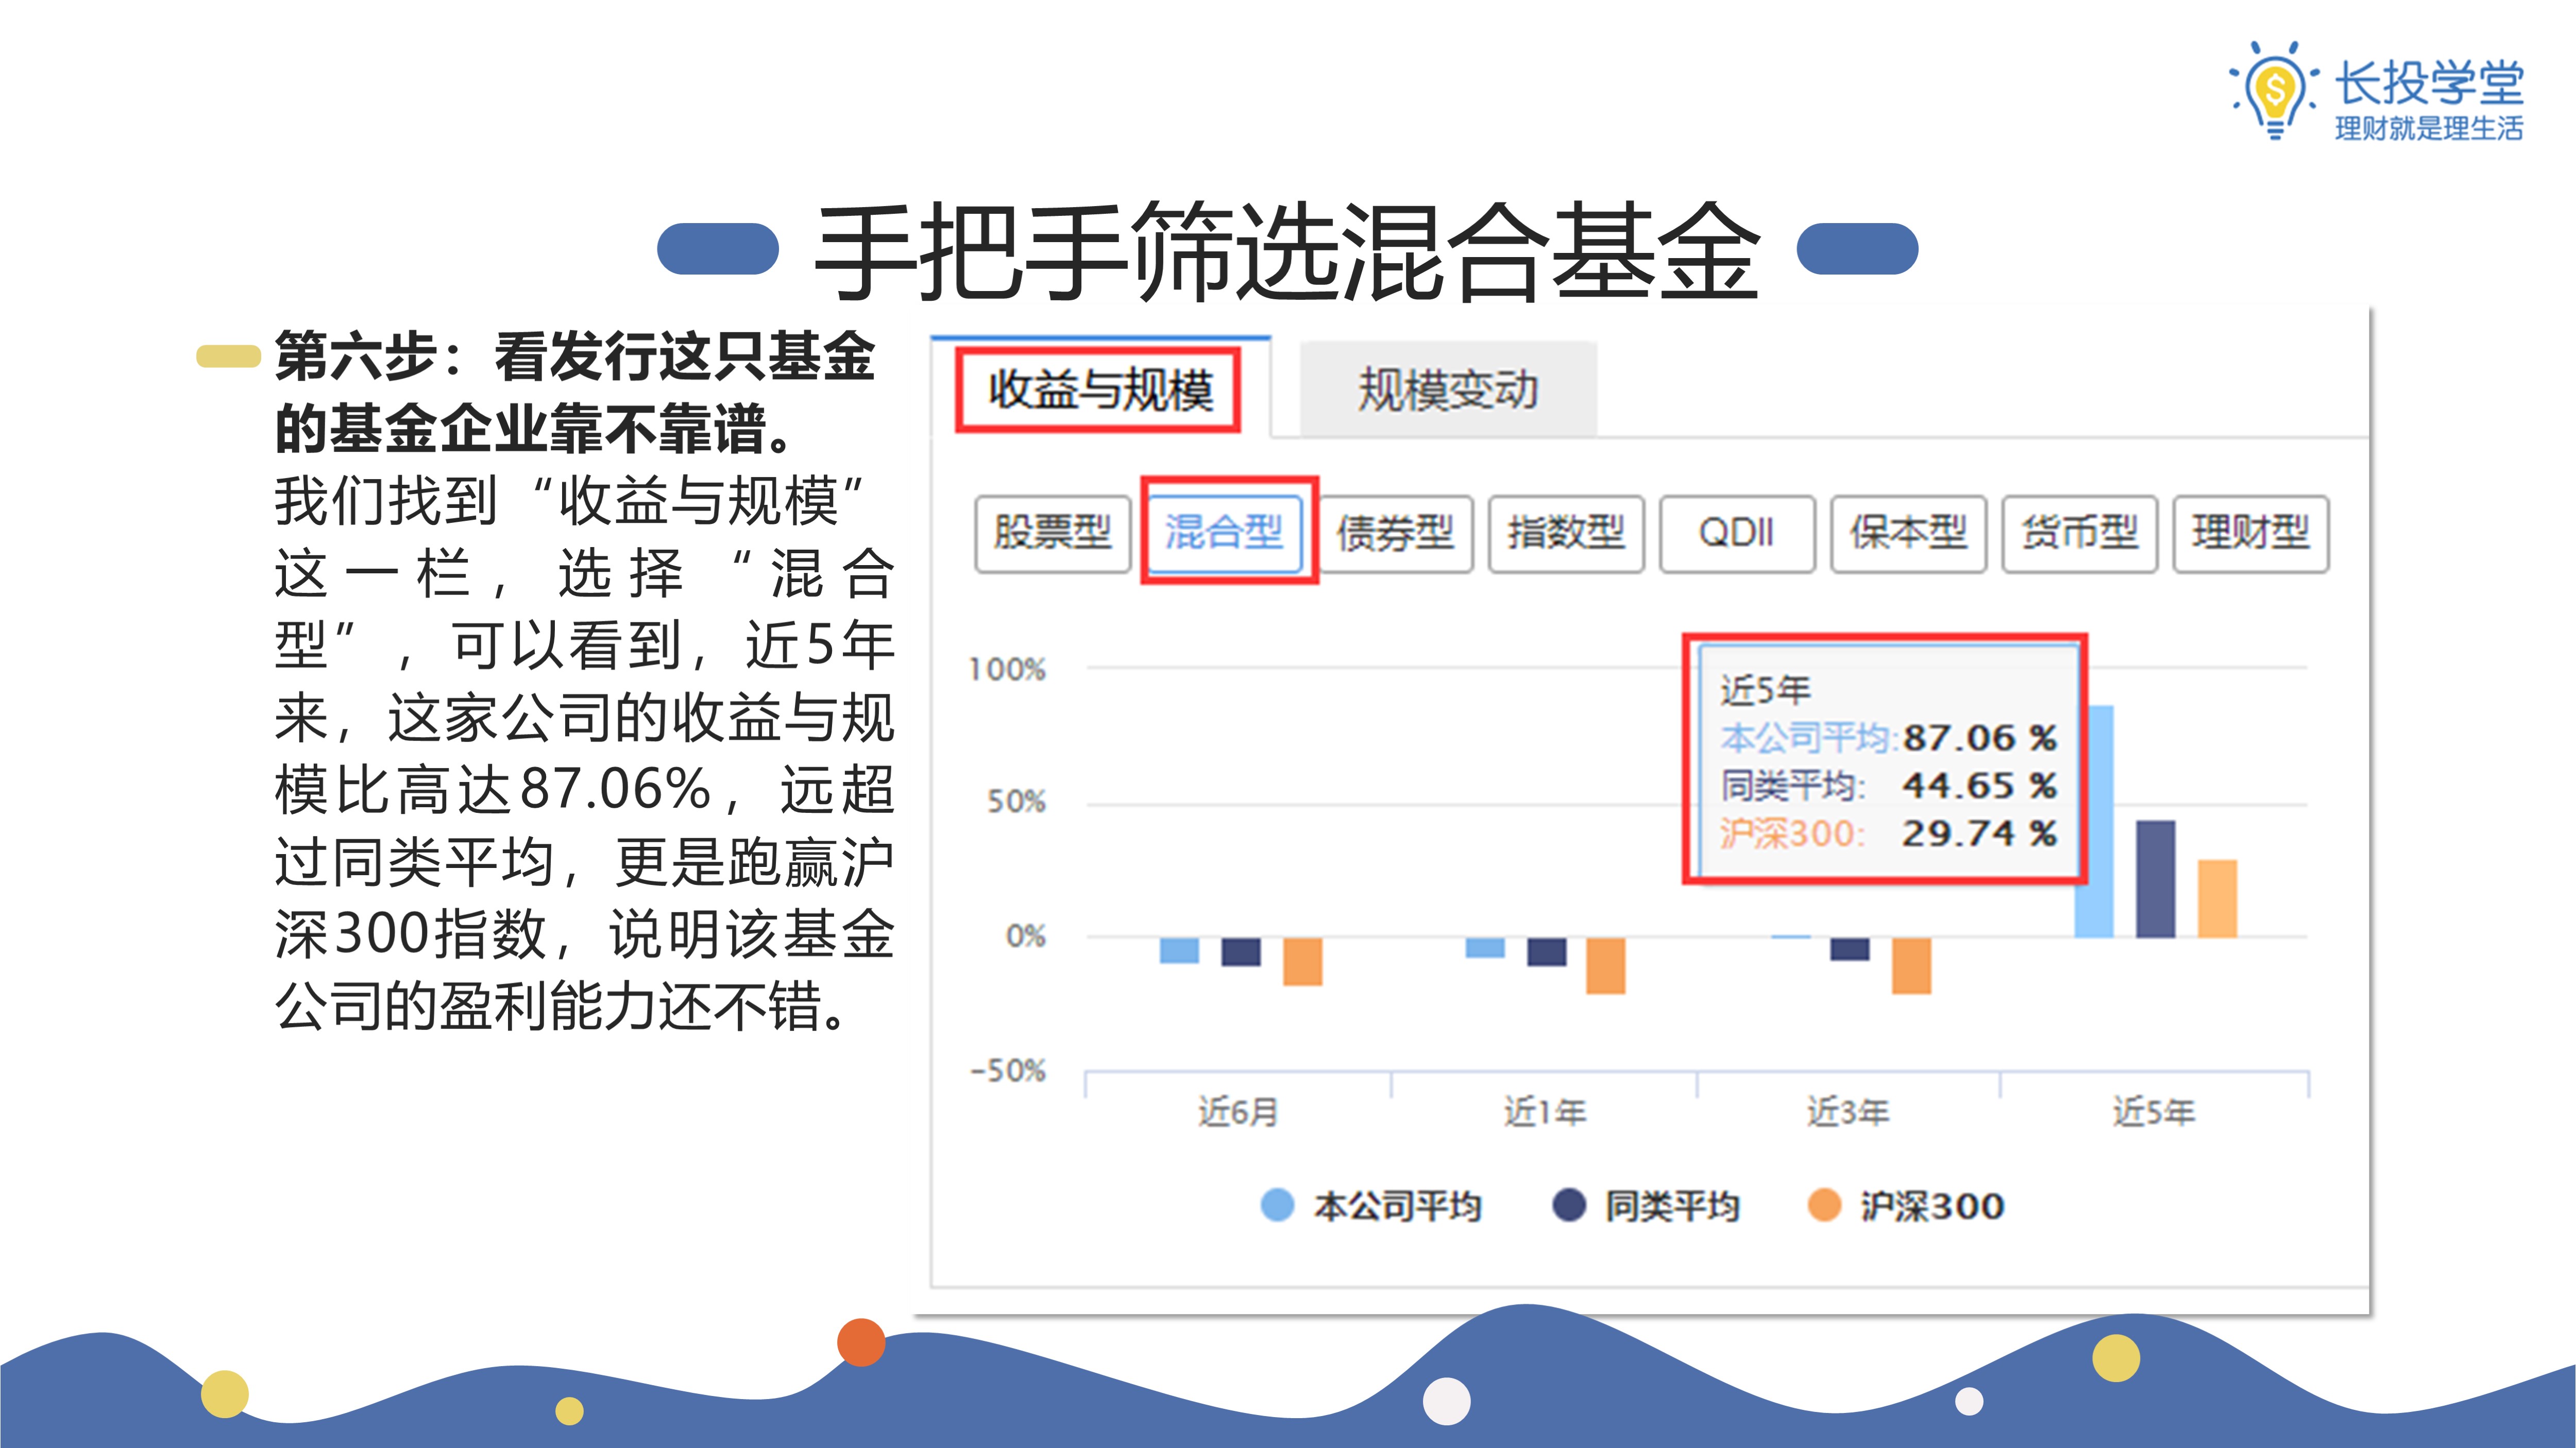 长投学堂
理财就是理生活
手把手筛选混合基金
第六步：看发行这只基金
的基金企业靠不靠谱。
我们找到“收益与规模”
这一栏，选择“混合
型”，可以看到，近5年
来，这家公司的收益与规
模比高达87.06%，远超
过同类平均，更是跑赢沪
深300指数，说明该基金
公司的盈利能力还不错。
收益与规模 规模变动
股票型 混合型 债券型 指数型 QDII 保本型 货币型 理财型
近5年
本公司平均: 87.06 %
同类平均: 44.65 %
沪深300: 29.74 %
100%
50%
0%
-50%
近6月 近1年 近3年 近5年
本公司平均 同类平均 沪深300